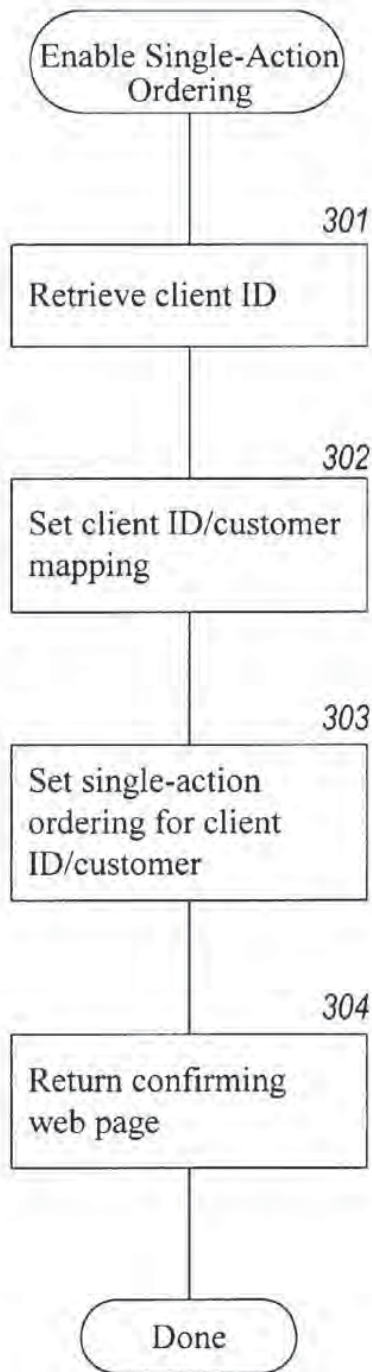 Enable Single-Action
Ordering
301
Retrieve client ID
302
Set client ID/customer
mapping
303
Set single-action
ordering for client
ID/customer
304
Return confirming
web page
Done